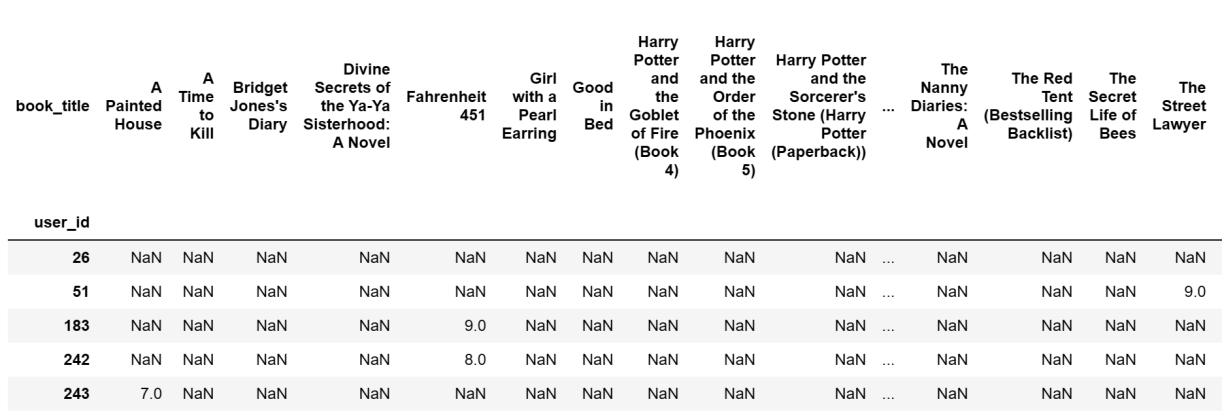 book_title A Painted House A Time to Kill Bridget Jones's Diary Divine Secrets of the Ya-Ya Sisterhood: A Novel Fahrenheit 451 Girl with a Pearl Earring Good in Bed Harry Potter and the Goblet of Fire (Book 4) Harry Potter and the Order of the Phoenix (Book 5) Harry Potter and the Sorcerer's Stone (Harry Potter (Paperback)) ... The Nanny Diaries: A Novel The Red Tent (Bestselling Backlist) The Secret Life of Bees The Street Lawyer
user_id
26 NaN NaN NaN NaN NaN NaN NaN NaN NaN NaN ... NaN NaN NaN NaN
51 NaN NaN NaN NaN NaN NaN NaN NaN NaN NaN ... NaN NaN NaN 9.0
183 NaN NaN NaN NaN 9.0 NaN NaN NaN NaN NaN ... NaN NaN NaN NaN
242 NaN NaN NaN NaN 8.0 NaN NaN NaN NaN NaN ... NaN NaN NaN NaN
243 7.0 NaN NaN NaN NaN NaN NaN NaN NaN NaN ... NaN NaN NaN NaN